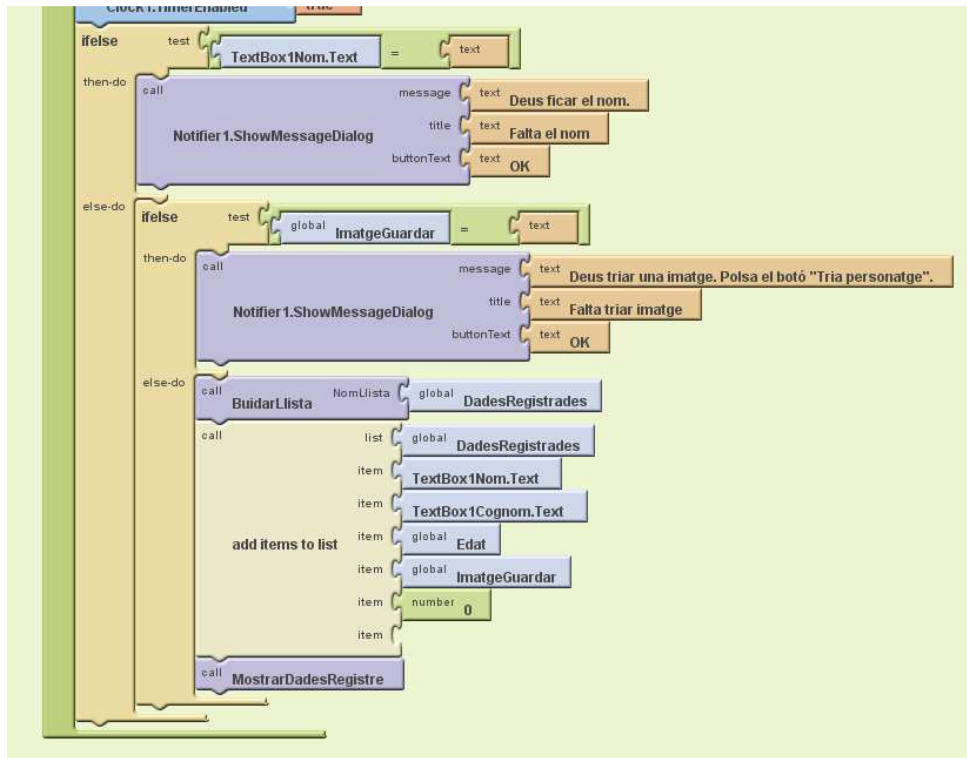 Clock1.TimerEnabled true
ifelse test TextBox1Nom.Text = text
then-do call message text Deus ficar el nom.
Notifier1.ShowMessageDialog title text Falta el nom
buttonText text OK
else-do ifelse test global ImatgeGuardar = text
then-do call message text Deus triar una imatge. Polsa el botó "Tria personatge".
Notifier1.ShowMessageDialog title text Falta triar imatge
buttonText text OK
else-do call BuidarLlista NomLlista global DadesRegistrades
call list global DadesRegistrades
item TextBox1Nom.Text
item TextBox1Cognom.Text
add items to list item global Edat
item global ImatgeGuardar
item number 0
item
call MostrarDadesRegistre